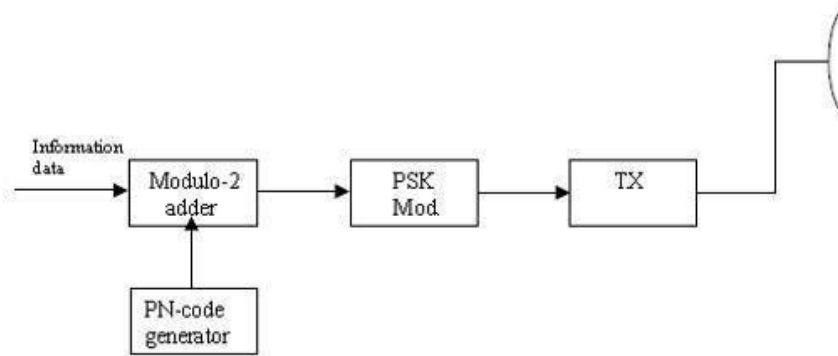 Information
data
Modulo-2
adder
PSK
Mod.
TX
PN-code
generator